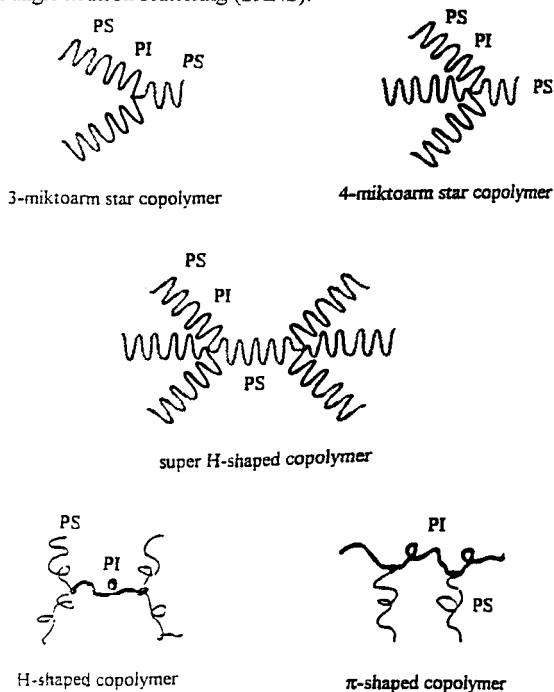 PS
PI
PS
3-miktoarm star copolymer
PS
PI
PS
4-miktoarm star copolymer
PS
PI
PS
super H-shaped copolymer
PS
PI
H-shaped copolymer
PI
PS
π-shaped copolymer